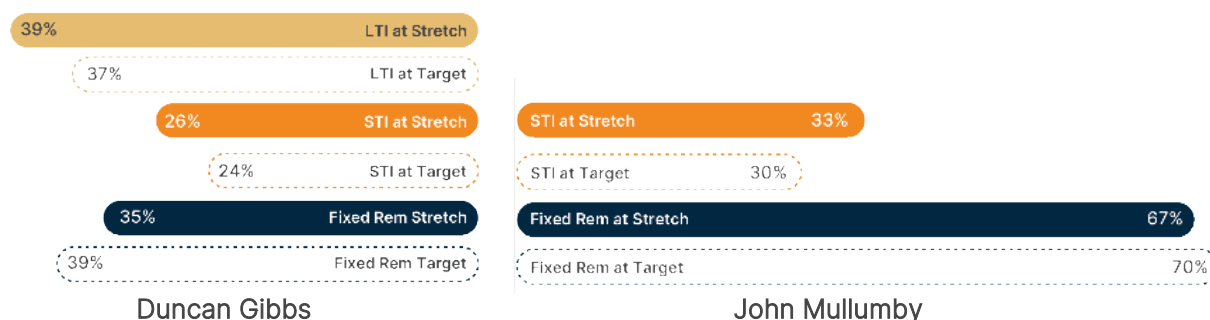 39% LTI at Stretch
37% LTI at Target
26% STI at Stretch
24% STI at Target
35% Fixed Rem Stretch
39% Fixed Rem Target
Duncan Gibbs
STI at Stretch 33%
STI at Target 30%
Fixed Rem at Stretch 67%
Fixed Rem at Target 70%
John Mullumby